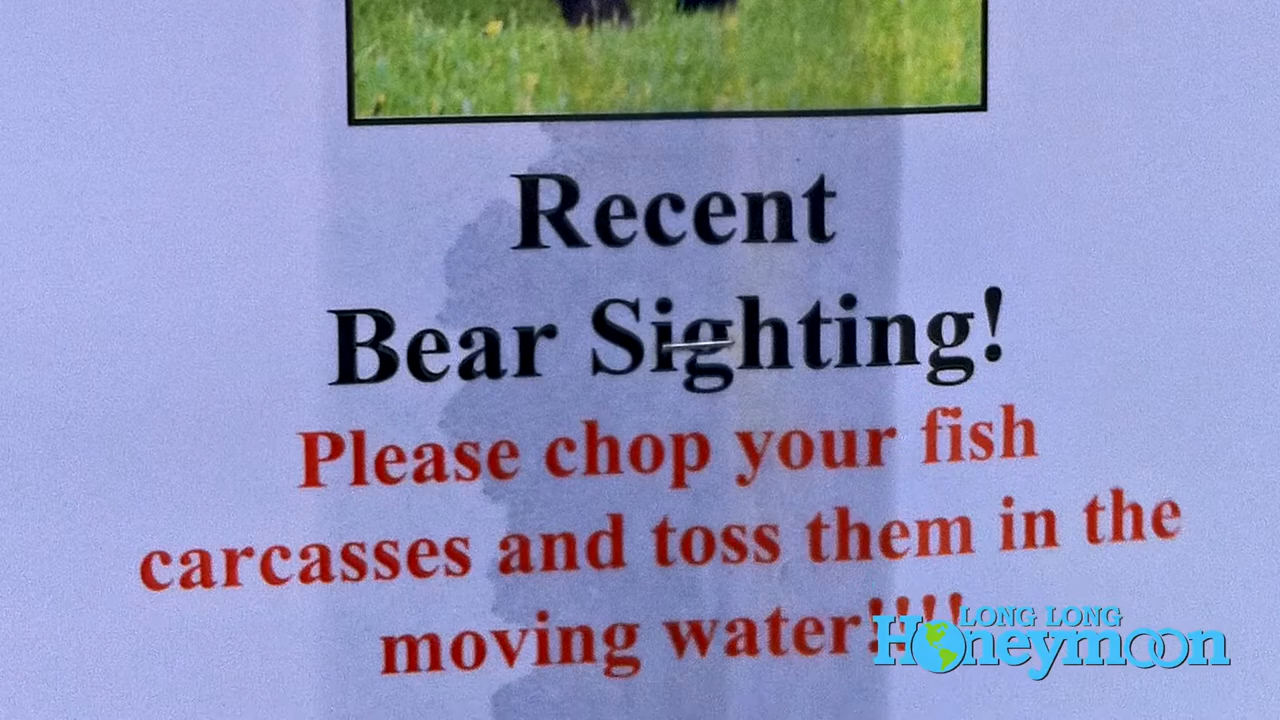 Recent
Bear Sighting!
Please chop your fish
carcasses and toss them in the
moving water!!!!
LONG LONG
Honeymoon